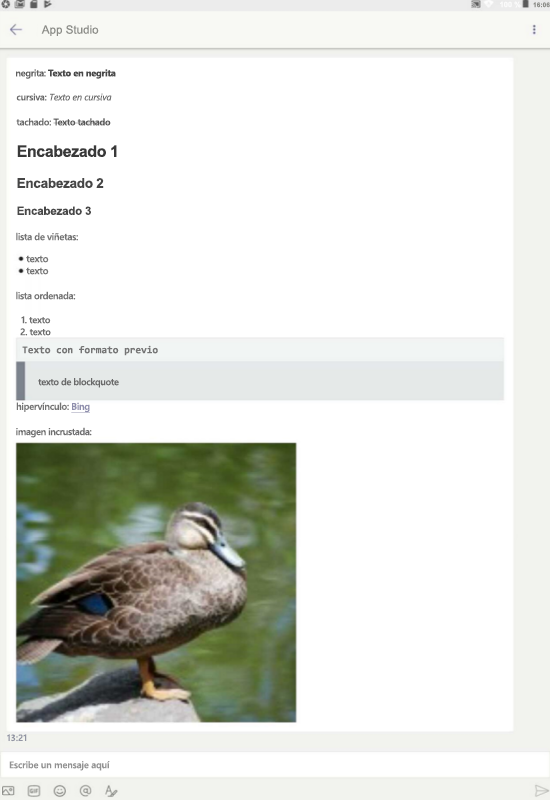 16:06
App Studio
negrita: Texto en negrita
cursiva: Texto en cursiva
tachado: Texto tachado
Encabezado 1
Encabezado 2
Encabezado 3
lista de viñetas:
• texto
• texto
lista ordenada:
1. texto
2. texto
Texto con formato previo
texto de blockquote
hipervínculo: Bing
imagen incrustada:
13:21
Escribe un mensaje aquí
GIF